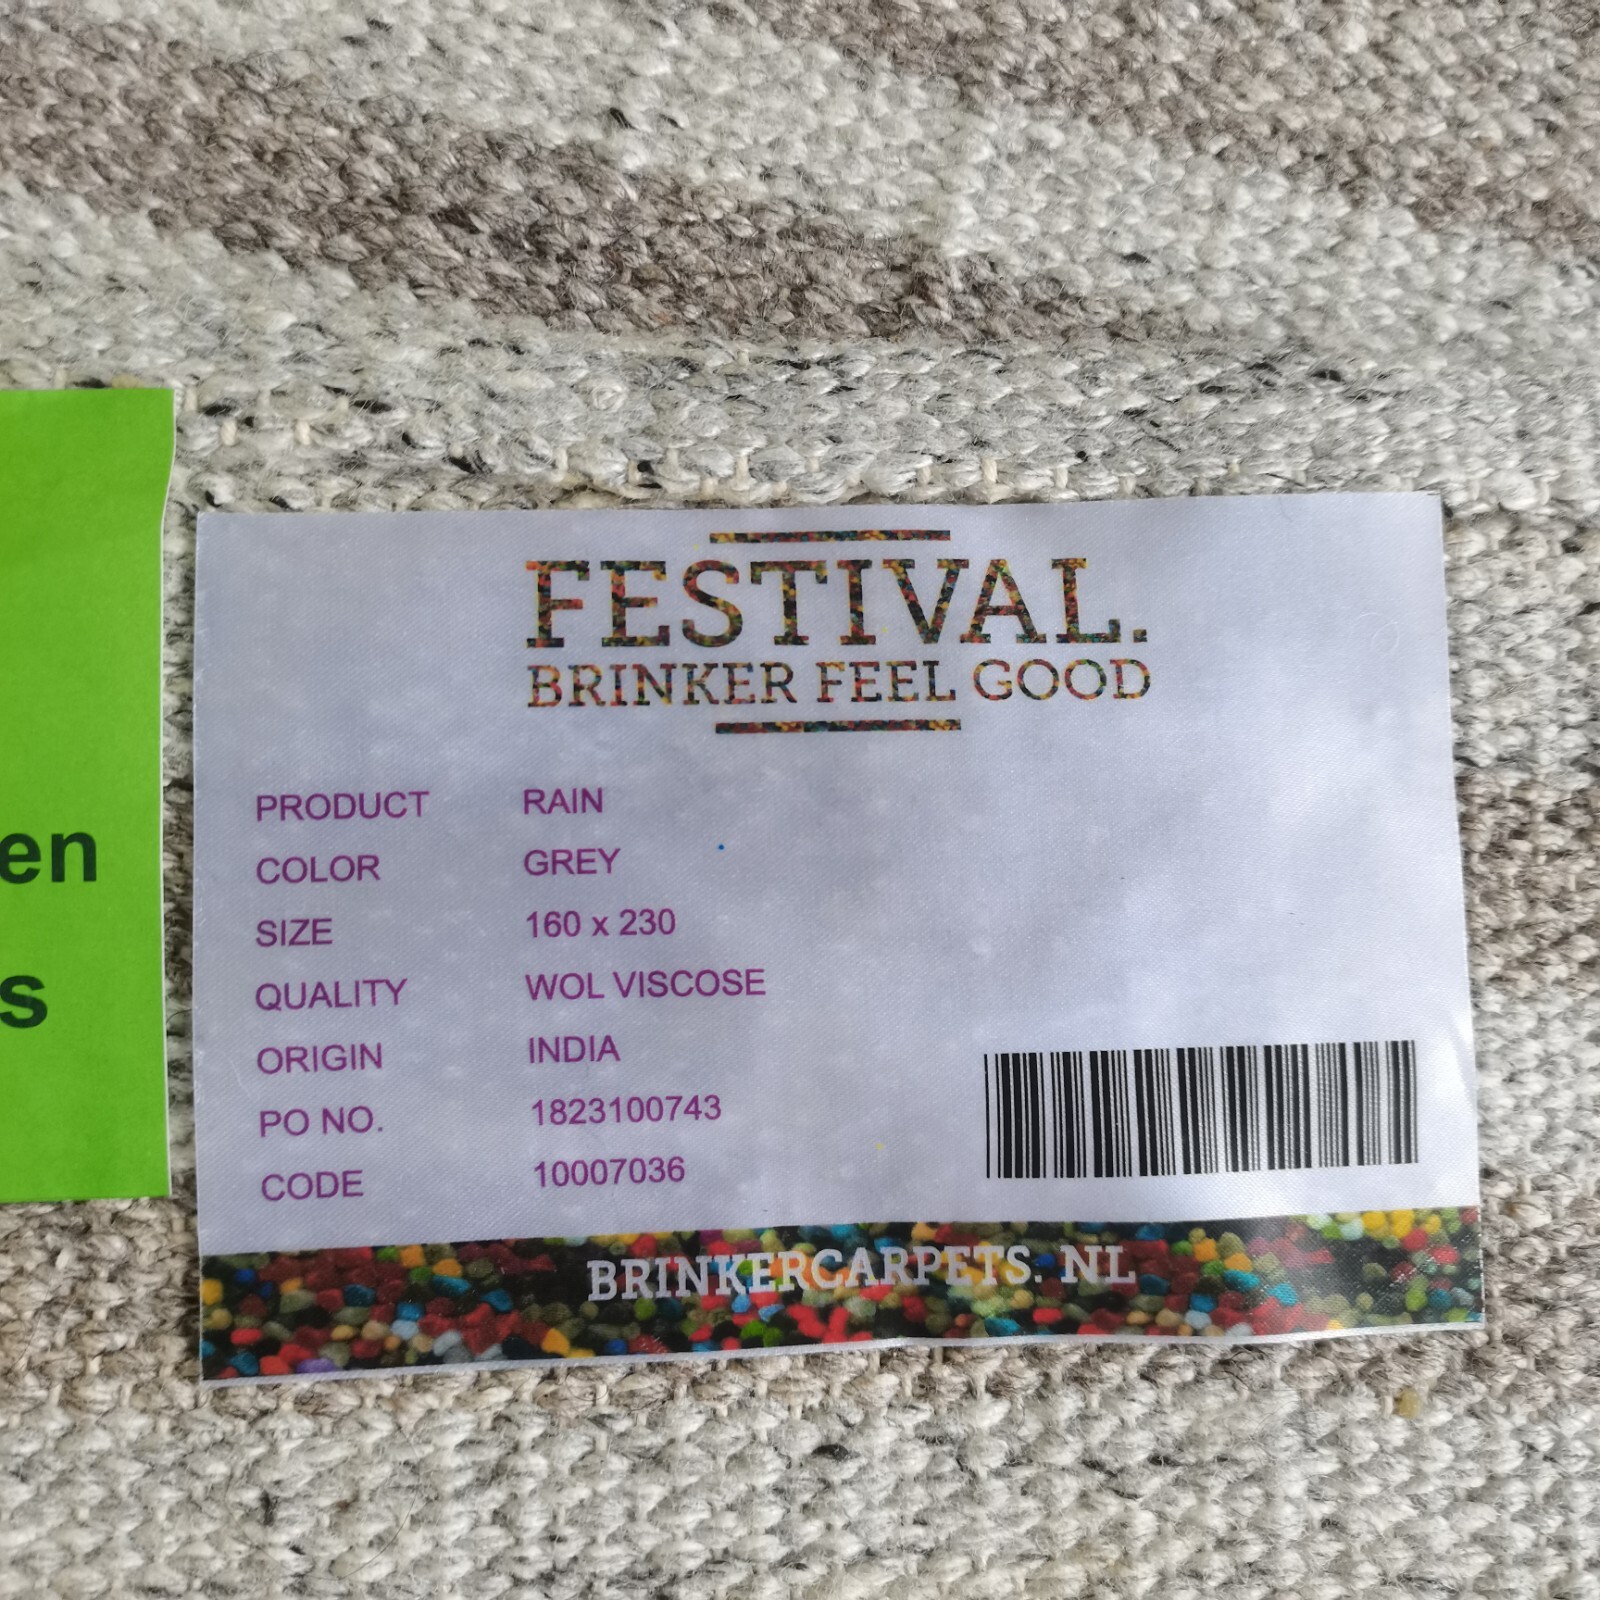 en
s
FESTIVAL.
BRINKER FEEL GOOD
PRODUCT RAIN
COLOR GREY
SIZE 160 x 230
QUALITY WOL VISCOSE
ORIGIN INDIA
PO NO. 1823100743
CODE 10007036
BRINKERCARPETS. NL